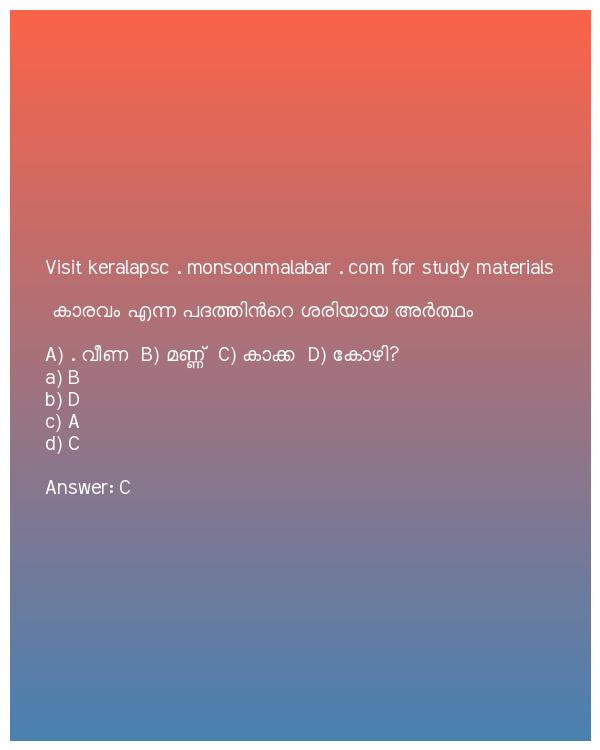 Visit keralapsc . monsoonmalabar . com for study materials
കാരവം എന്ന പദത്തിൻറെ ശരിയായ അർത്ഥം
A) . വീണ B) മണ്ണ് C) കാക്ക D) കോഴി?
a) B
b) D
c) A
d) C
Answer: C